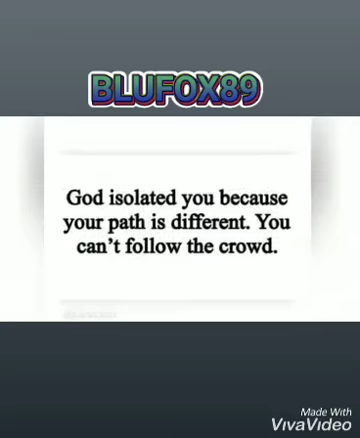 BLUFOX89
God isolated you because
your path is different. You
can't follow the crowd.
Made With
VivaVideo